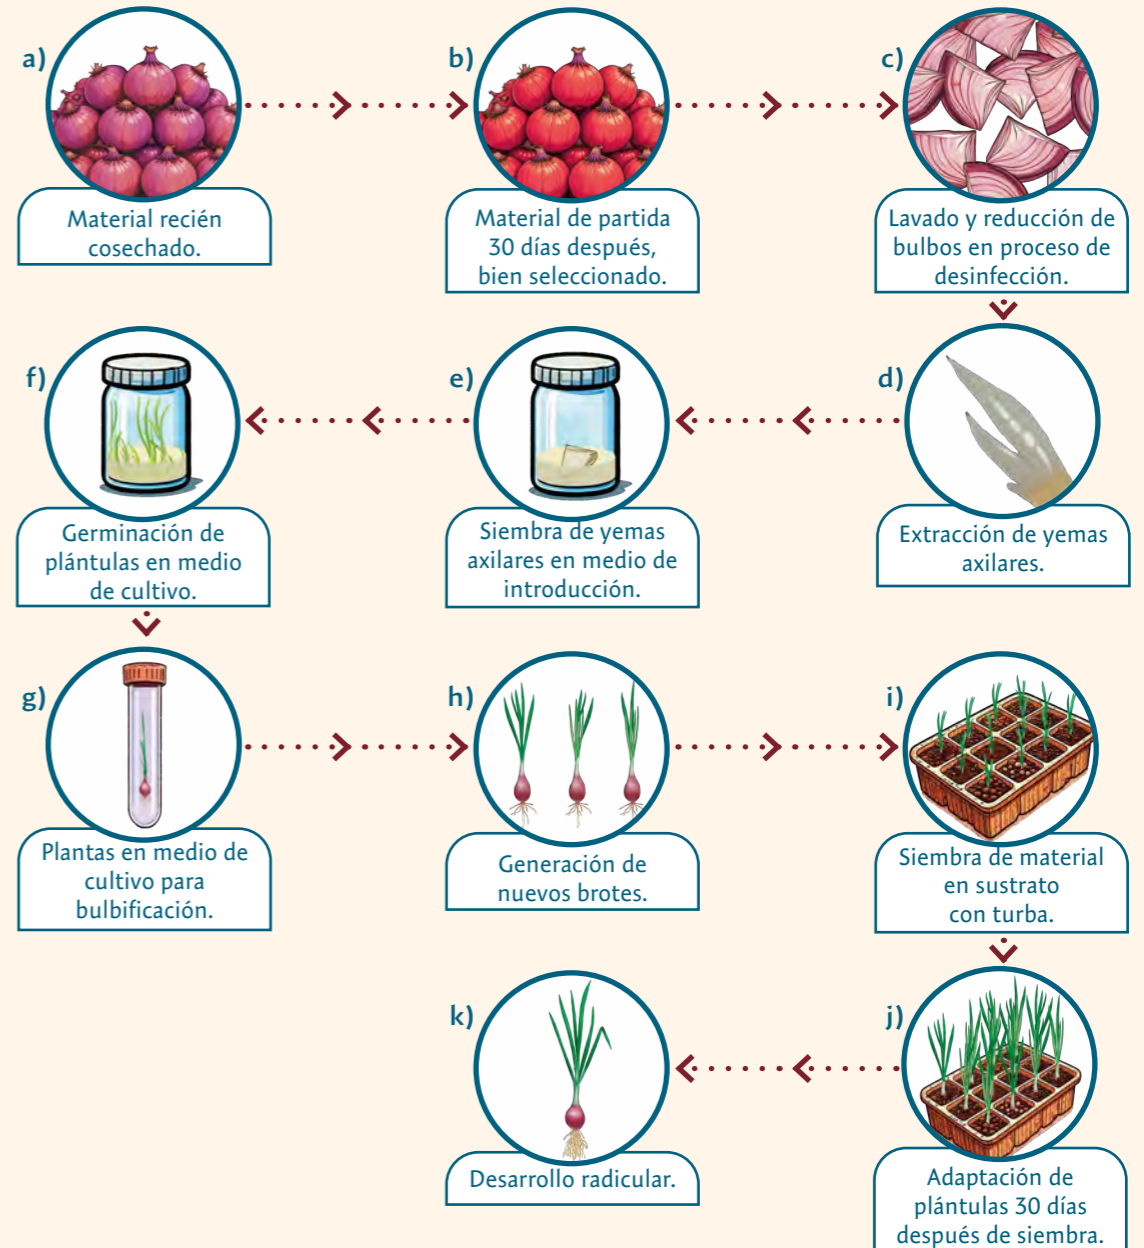 a)
Material recién
cosechado.
b)
Material de partida
30 días después,
bien seleccionado.
c)
Lavado y reducción de
bulbos en proceso de
desinfección.
d)
Extracción de yemas
axilares.
e)
Siembra de yemas
axilares en medio de
introducción.
f)
Germinación de
plántulas en medio
de cultivo.
g)
Plantas en medio de
cultivo para
bulbificación.
h)
Generación de
nuevos brotes.
i)
Siembra de material
en sustrato
con turba.
j)
Adaptación de
plántulas 30 días
después de siembra.
k)
Desarrollo radicular.